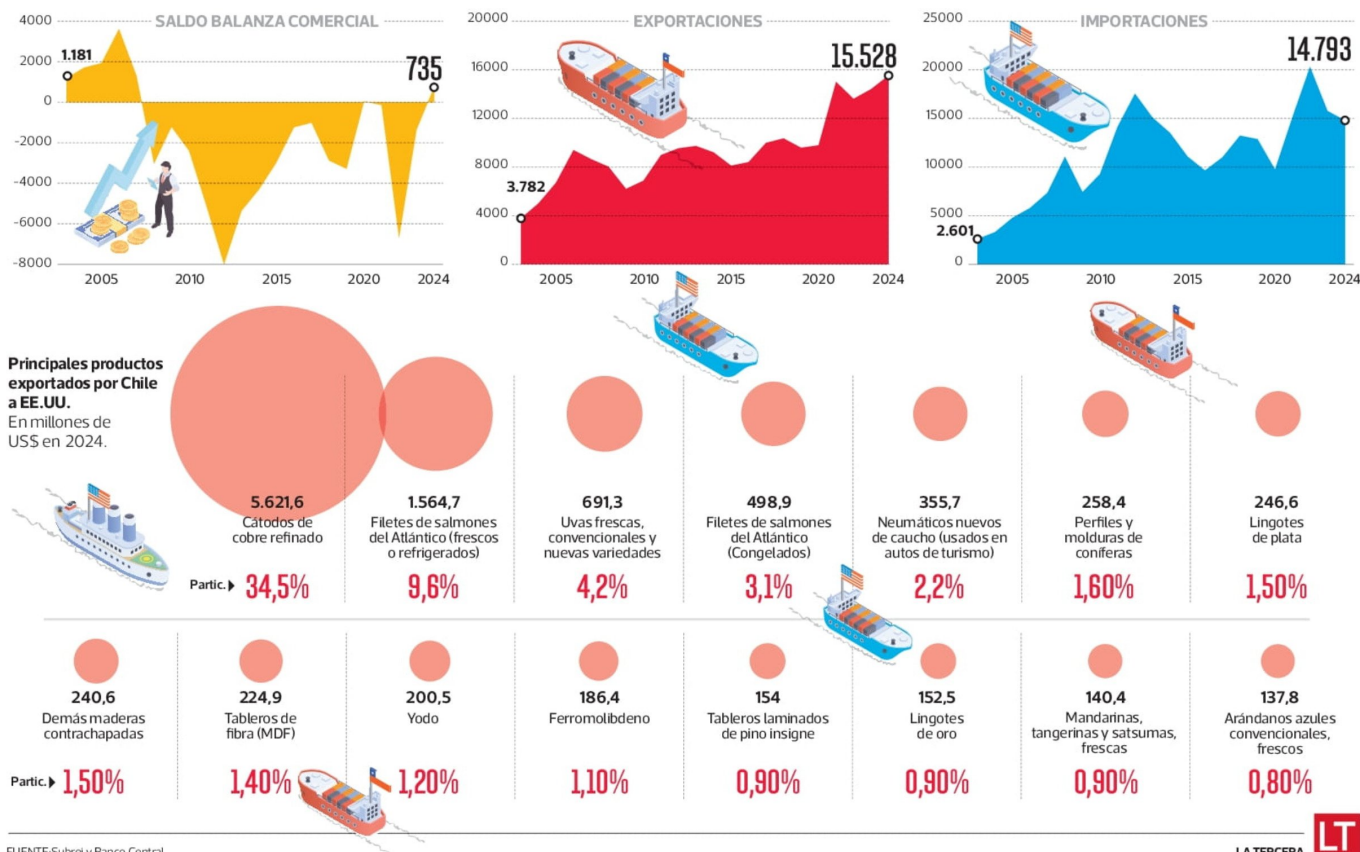 SALDO BALANZA COMERCIAL
4000
2000
0
-2000
-4000
-6000
-8000
1.181
735
2005
2010
2015
2020
2024
EXPORTACIONES
20000
16000
12000
8000
4000
0
3.782
15.528
2005
2010
2015
2020
2024
IMPORTACIONES
25000
20000
15000
10000
5000
0
2.601
14.793
2005
2010
2015
2020
2024
Principales productos
exportados por Chile
a EE.UU.
En millones de
US$ en 2024.
5.621,6
Cátodos de
cobre refinado
Partic. 34,5%
1.564,7
Filetes de salmones
del Atlántico (frescos
o refrigerados)
9,6%
691,3
Uvas frescas,
convencionales y
nuevas variedades
4,2%
498,9
Filetes de salmones
del Atlántico
(Congelados)
3,1%
355,7
Neumáticos nuevos
de caucho (usados en
autos de turismo)
2,2%
258,4
Perfiles y
molduras de
coníferas
1,60%
246,6
Lingotes
de plata
1,50%
240,6
Demás maderas
contrachapadas
Partic. 1,50%
224,9
Tableros de
fibra (MDF)
1,40%
200,5
Yodo
1,20%
186,4
Ferromolibdeno
1,10%
154
Tableros laminados
de pino insigne
0,90%
152,5
Lingotes
de oro
0,90%
140,4
Mandarinas,
tangerinas y satsumas,
frescas
0,90%
137,8
Arándanos azules
convencionales,
frescos
0,80%
FUENTE: Subrei y Banco Central
LA TERCERA
LT